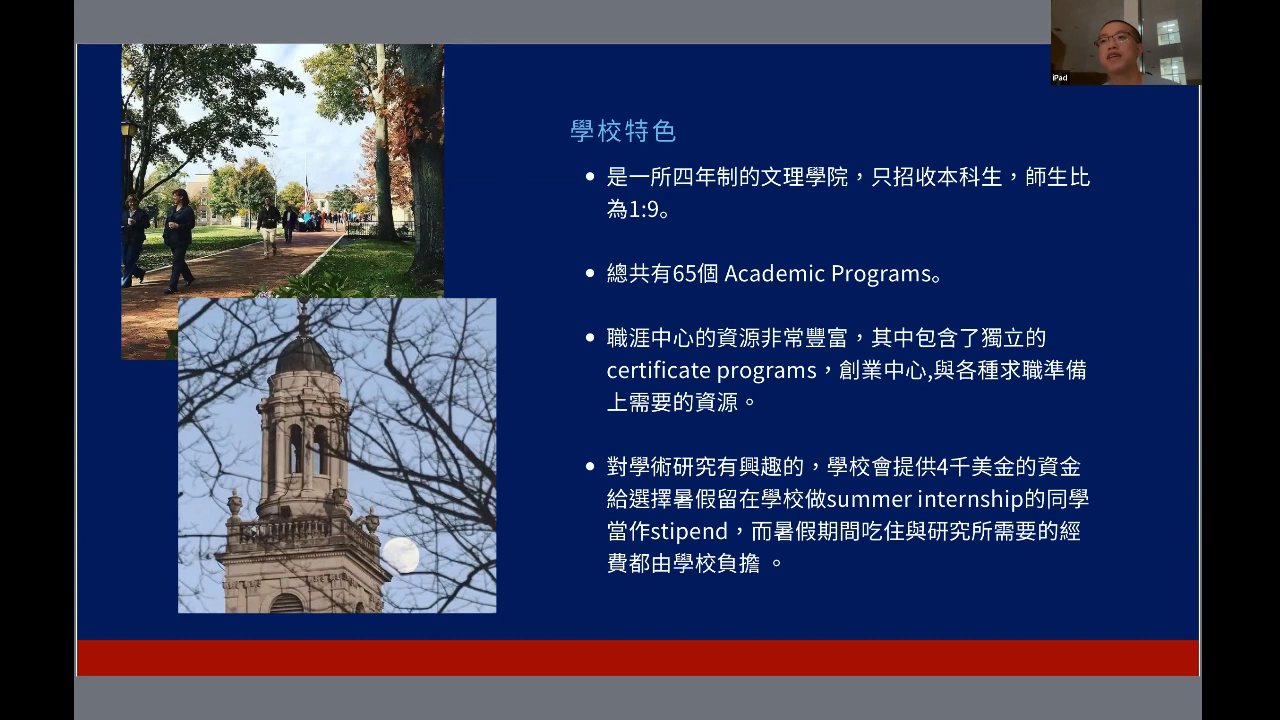 iPad
學校特色
是一所四年制的文理學院，只招收本科生，師生比
為1:9。
總共有65個 Academic Programs。
職涯中心的資源非常豐富，其中包含了獨立的
certificate programs，創業中心,與各種求職準備
上需要的資源。
對學術研究有興趣的，學校會提供4千美金的資金
給選擇暑假留在學校做summer internship的同學
當作stipend，而暑假期間吃住與研究所需要的經
費都由學校負擔 。